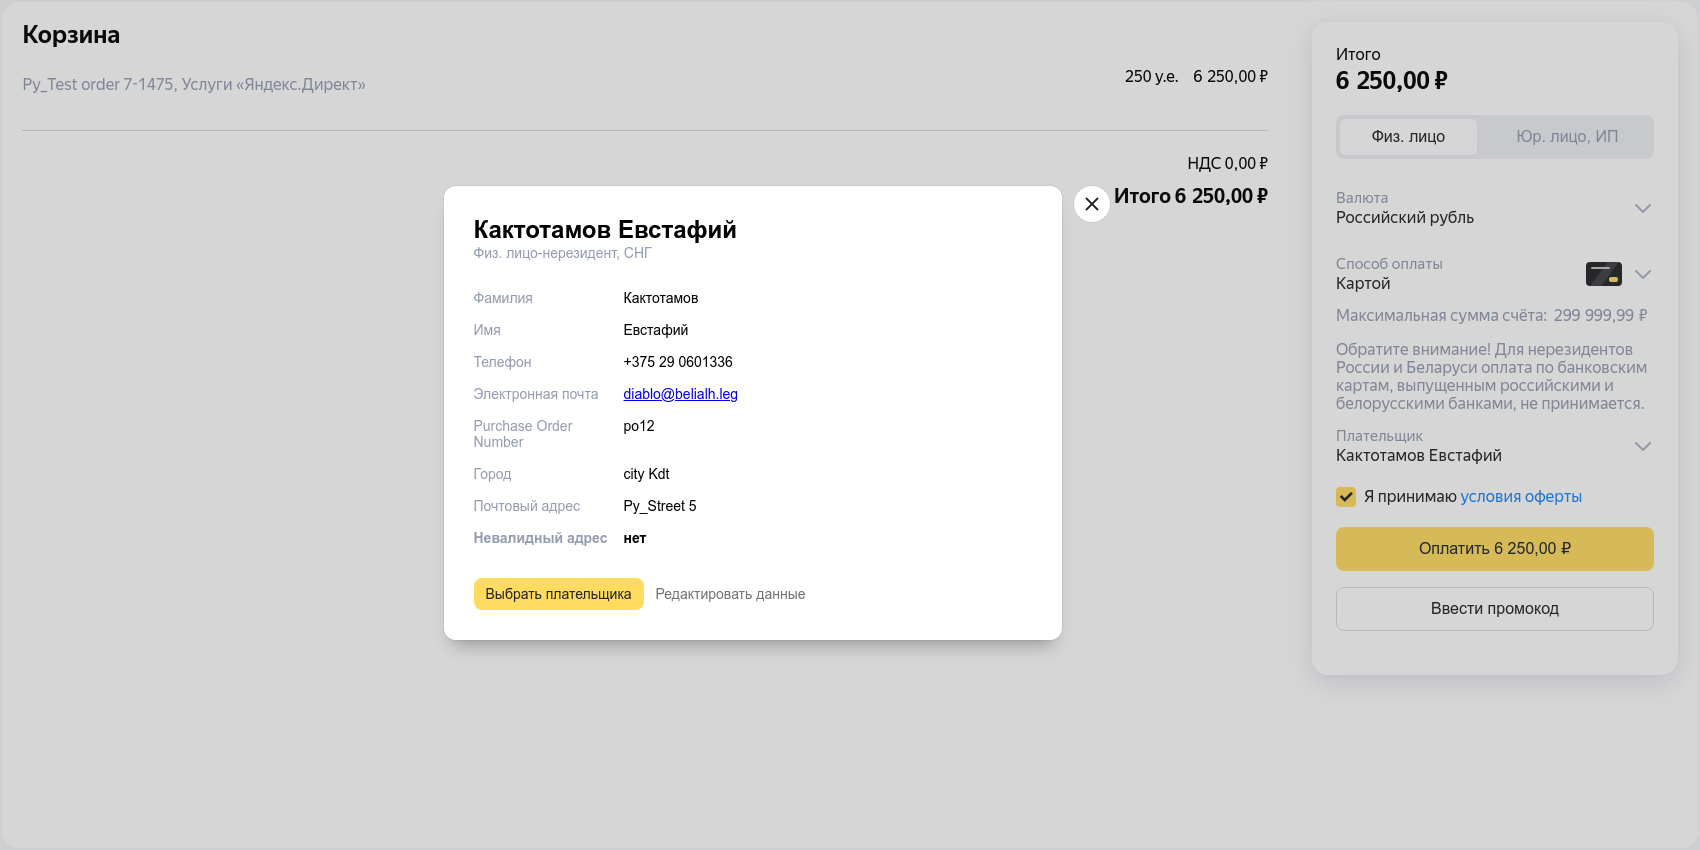 Корзина
Py_Test order 7-1475, Услуги «Яндекс.Директ»
250 у.е. 6 250,00 ₽
НДС 0,00 ₽
Итого 6 250,00 ₽
Кактотамов Евстафий
Физ. лицо-нерезидент, СНГ
Фамилия Кактотамов
Имя Евстафий
Телефон +375 29 0601336
Электронная почта diablo@belialh.leg
Purchase Order po12
Number
Город city Kdt
Почтовый адрес Py_Street 5
Невалидный адрес нет
Выбрать плательщика Редактировать данные
Итого
6 250,00 ₽
Физ. лицо Юр. лицо, ИП
Валюта
Российский рубль
Способ оплаты
Картой
Максимальная сумма счёта: 299 999,99 ₽
Обратите внимание! Для нерезидентов
России и Беларуси оплата по банковским
картам, выпущенным российскими и
белорусскими банками, не принимается.
Плательщик
Кактотамов Евстафий
Я принимаю условия оферты
Оплатить 6 250,00 ₽
Ввести промокод